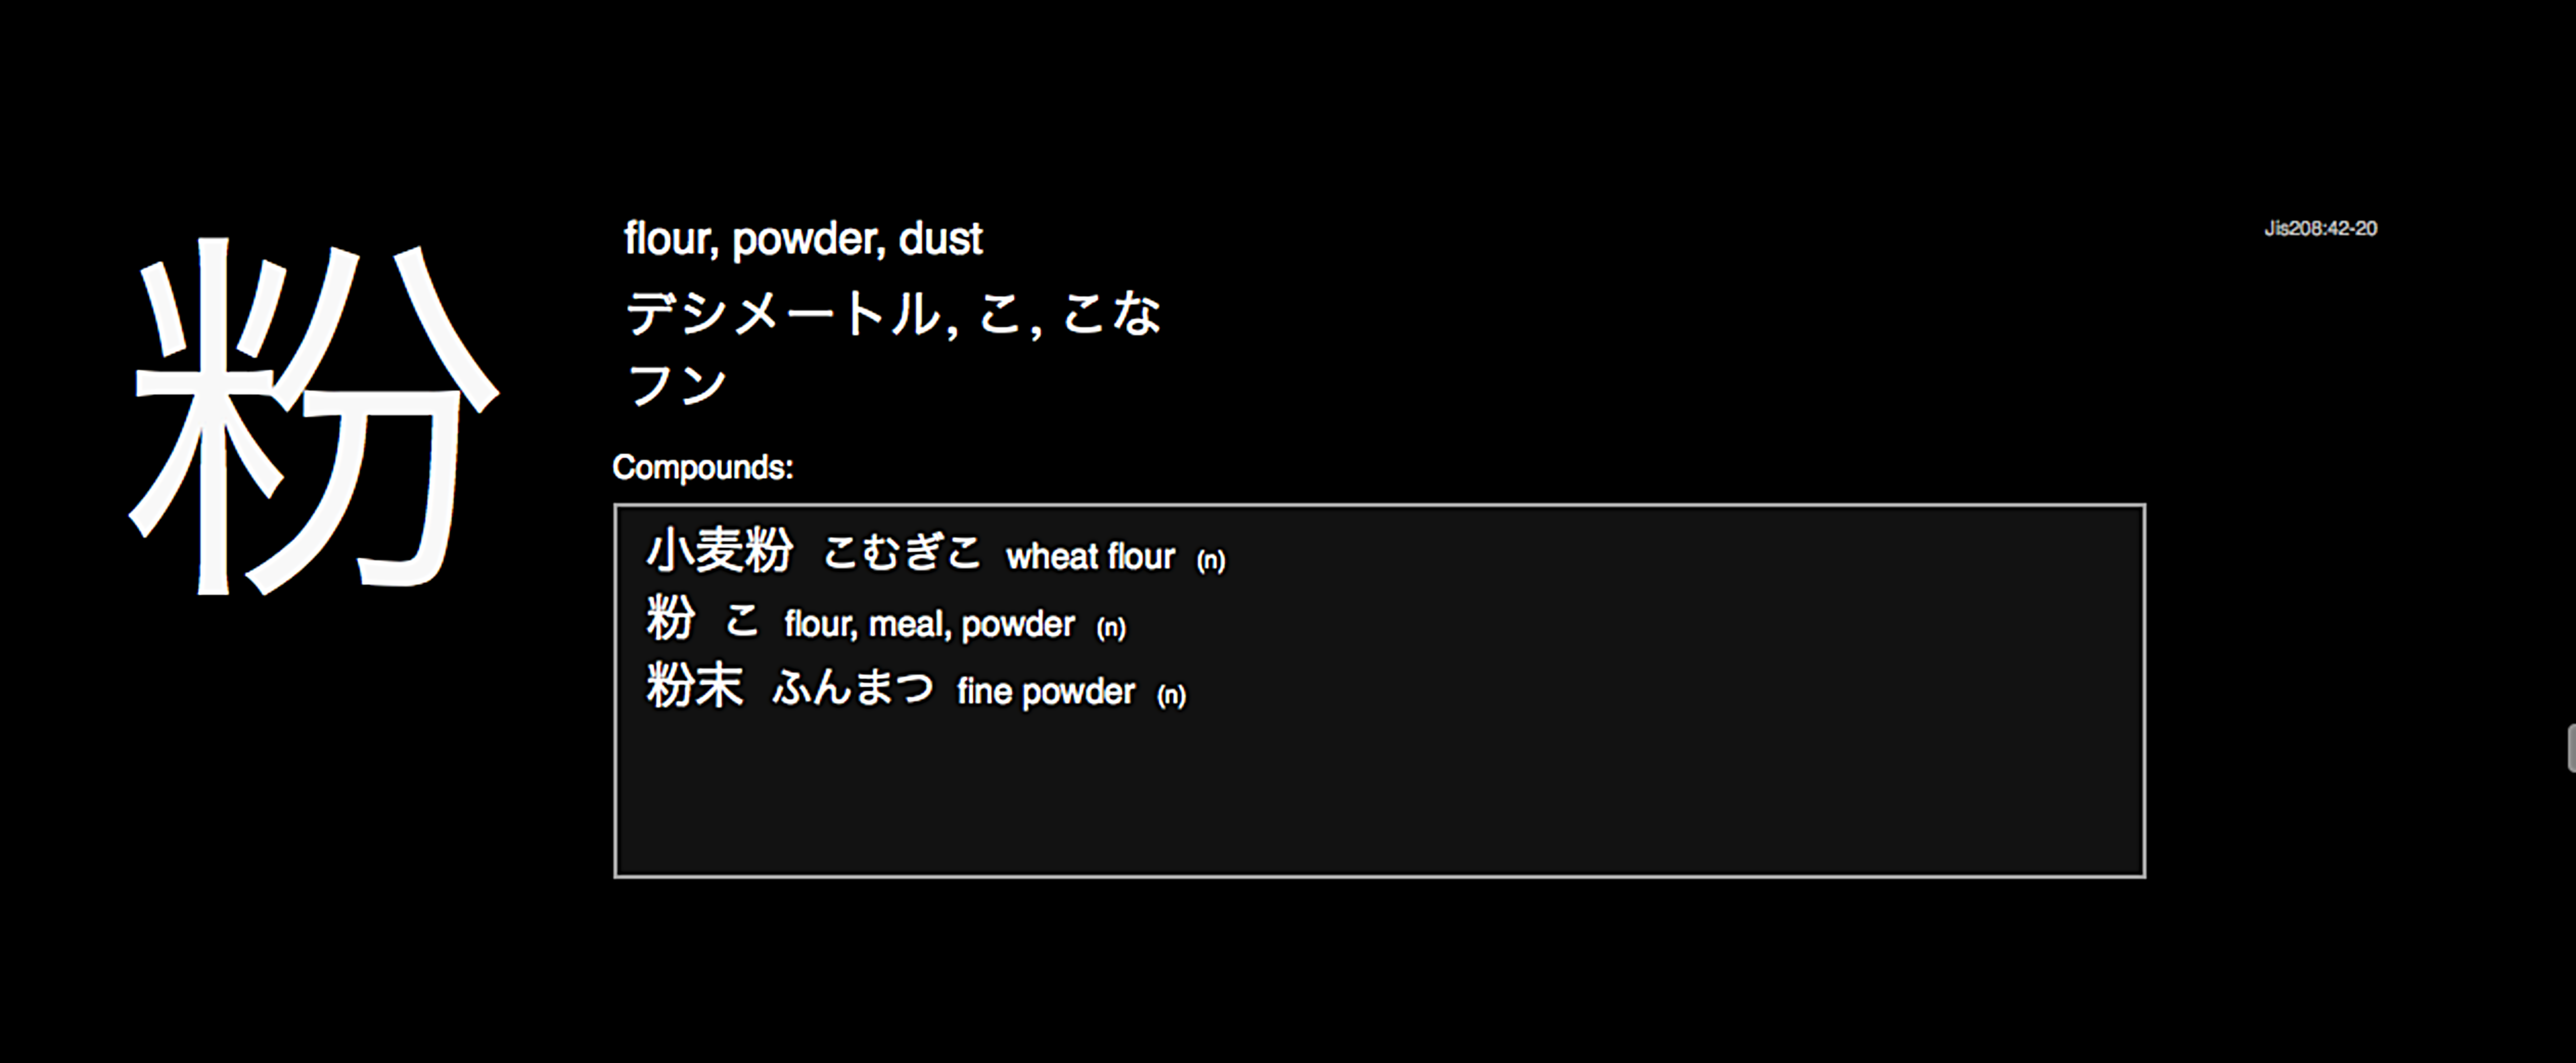 粉
flour, powder, dust
Jis208:42-20
デシメートル, こ, こな
フン
Compounds:
小麦粉 こむぎこ wheat flour (n)
粉 こ flour, meal, powder (n)
粉末 ふんまつ fine powder (n)